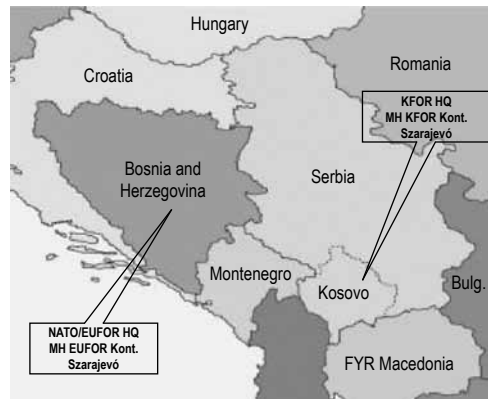 Hungary
Croatia
Romania
KFOR HQ
MH KFOR Kont.
Szarajevó
Bosnia and
Herzegovina
Serbia
Montenegro
Kosovo
Bulg.
NATO/EUFOR HQ
MH EUFOR Kont.
Szarajevó
FYR Macedonia